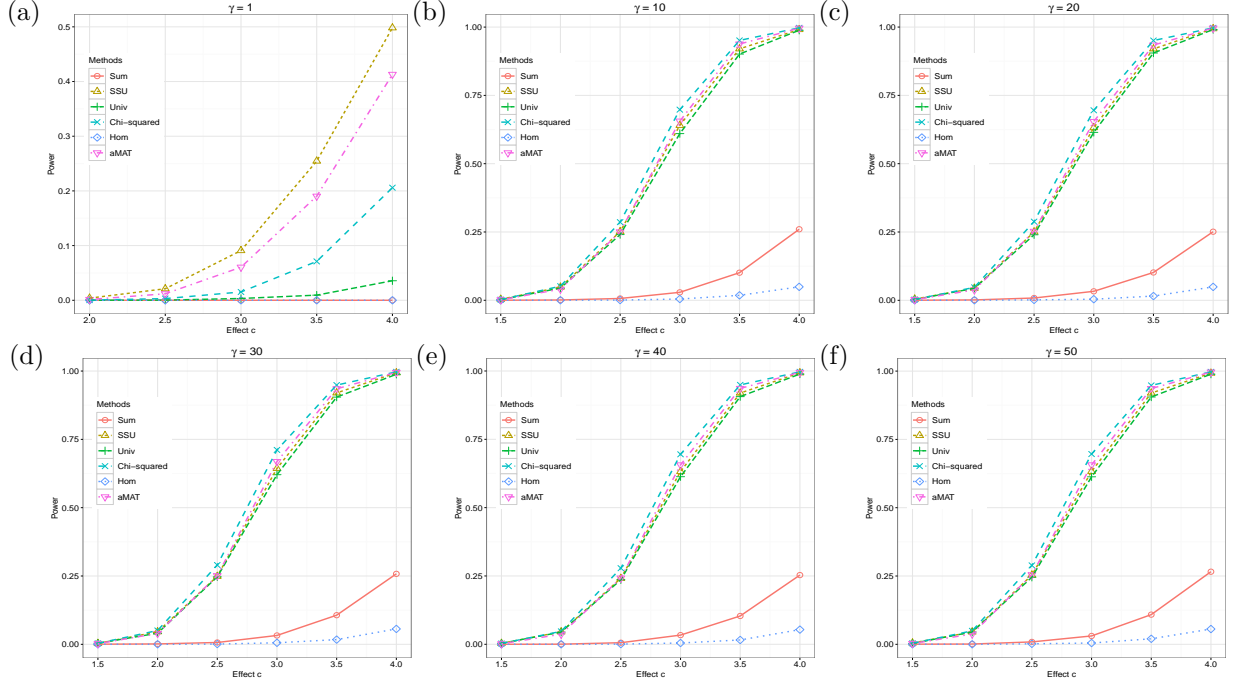 (a)
γ = 1
Power
0.5
0.4
0.3
0.2
0.1
0.0
Methods
Sum
SSU
Univ
Chi−squared
Hom
aMAT
2.0 2.5 3.0 3.5 4.0
Effect c
(b)
γ = 10
Power
1.00
0.75
0.50
0.25
0.00
Methods
Sum
SSU
Univ
Chi−squared
Hom
aMAT
1.5 2.0 2.5 3.0 3.5 4.0
Effect c
(c)
γ = 20
Power
1.00
0.75
0.50
0.25
0.00
Methods
Sum
SSU
Univ
Chi−squared
Hom
aMAT
1.5 2.0 2.5 3.0 3.5 4.0
Effect c
(d)
γ = 30
Power
1.00
0.75
0.50
0.25
0.00
Methods
Sum
SSU
Univ
Chi−squared
Hom
aMAT
1.5 2.0 2.5 3.0 3.5 4.0
Effect c
(e)
γ = 40
Power
1.00
0.75
0.50
0.25
0.00
Methods
Sum
SSU
Univ
Chi−squared
Hom
aMAT
1.5 2.0 2.5 3.0 3.5 4.0
Effect c
(f)
γ = 50
Power
1.00
0.75
0.50
0.25
0.00
Methods
Sum
SSU
Univ
Chi−squared
Hom
aMAT
1.5 2.0 2.5 3.0 3.5 4.0
Effect c